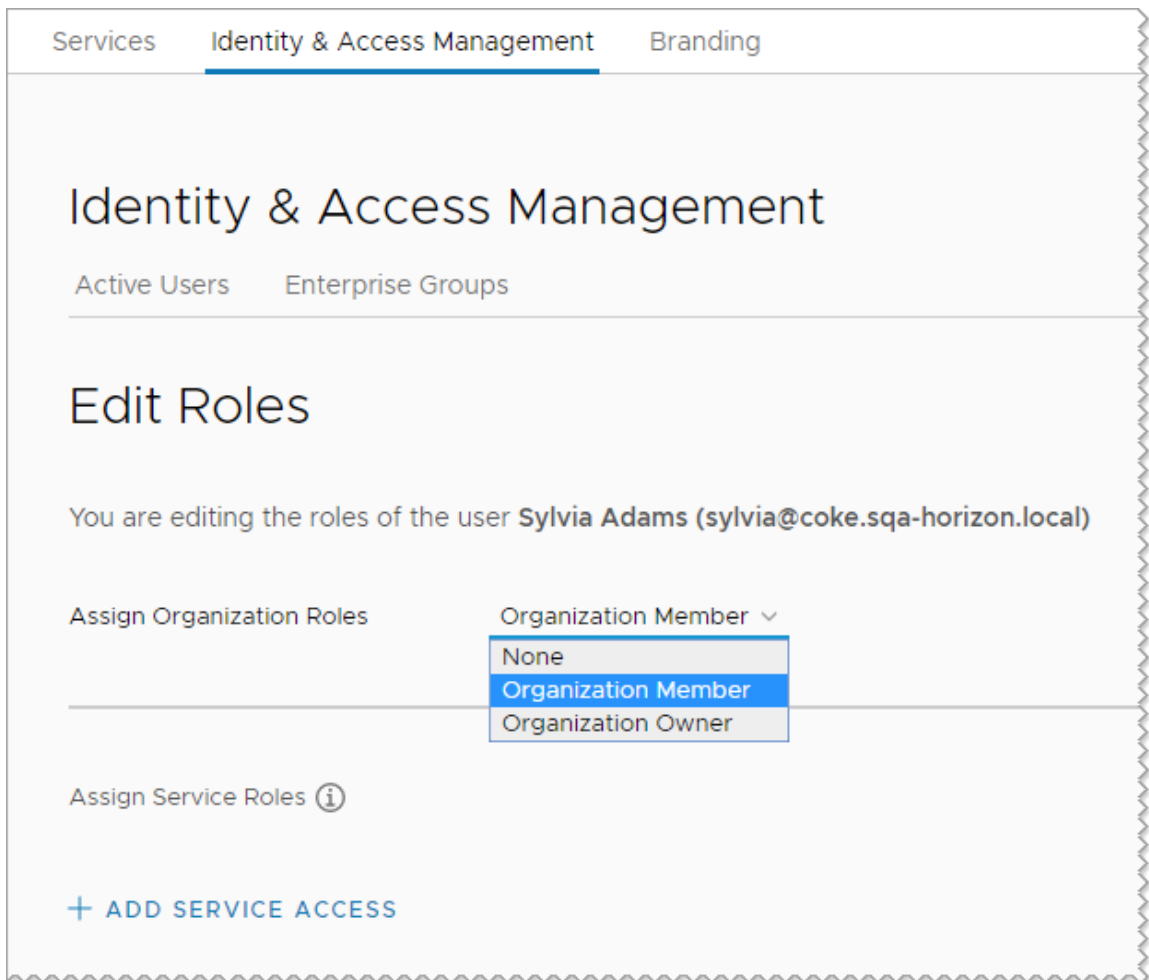 Services Identity & Access Management Branding
Identity & Access Management
Active Users Enterprise Groups
Edit Roles
You are editing the roles of the user Sylvia Adams (sylvia@coke.sqa-horizon.local)
Assign Organization Roles Organization Member
None
Organization Member
Organization Owner
Assign Service Roles
+ ADD SERVICE ACCESS